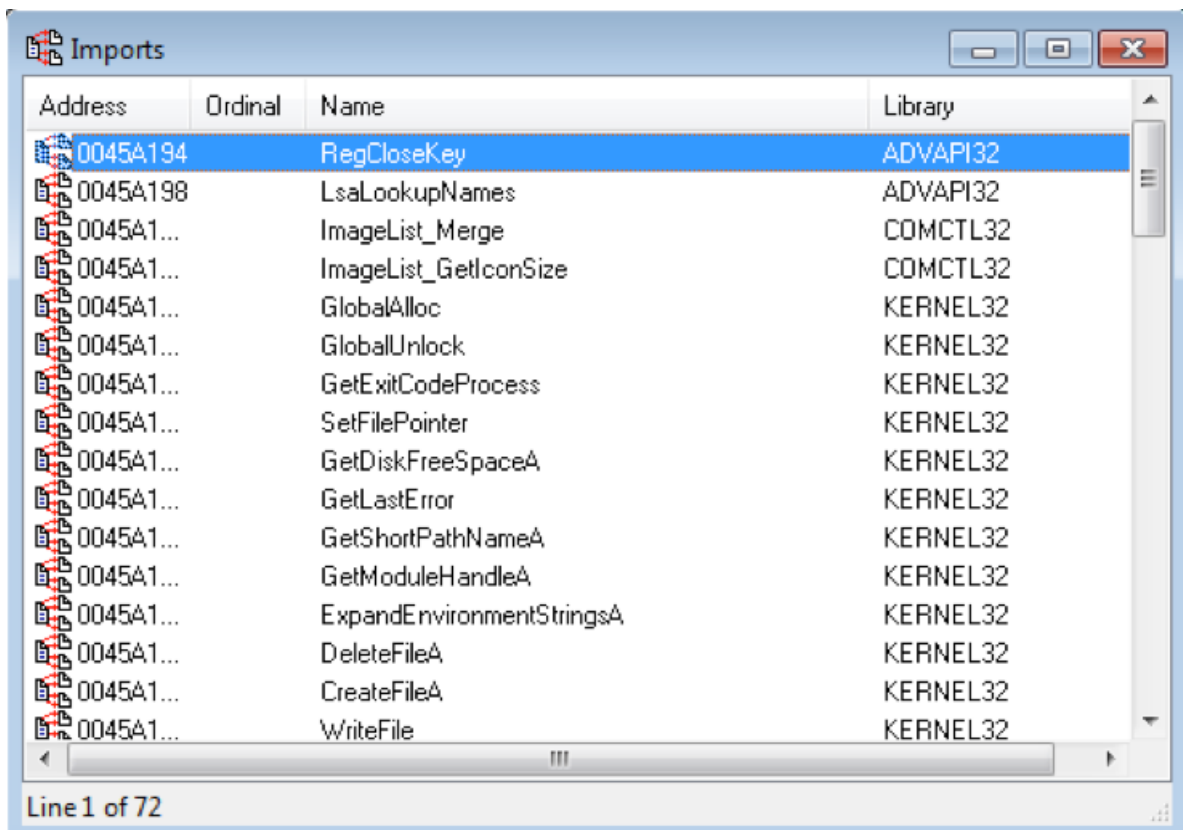 Imports
Address Ordinal Name Library
0045A194 RegCloseKey ADVAPI32
0045A198 LsaLookupNames ADVAPI32
0045A1... ImageList_Merge COMCTL32
0045A1... ImageList_GetIconSize COMCTL32
0045A1... GlobalAlloc KERNEL32
0045A1... GlobalUnlock KERNEL32
0045A1... GetExitCodeProcess KERNEL32
0045A1... SetFilePointer KERNEL32
0045A1... GetDiskFreeSpaceA KERNEL32
0045A1... GetLastError KERNEL32
0045A1... GetShortPathNameA KERNEL32
0045A1... GetModuleHandleA KERNEL32
0045A1... ExpandEnvironmentStringsA KERNEL32
0045A1... DeleteFileA KERNEL32
0045A1... CreateFileA KERNEL32
0045A1... WriteFile KERNEL32
Line 1 of 72